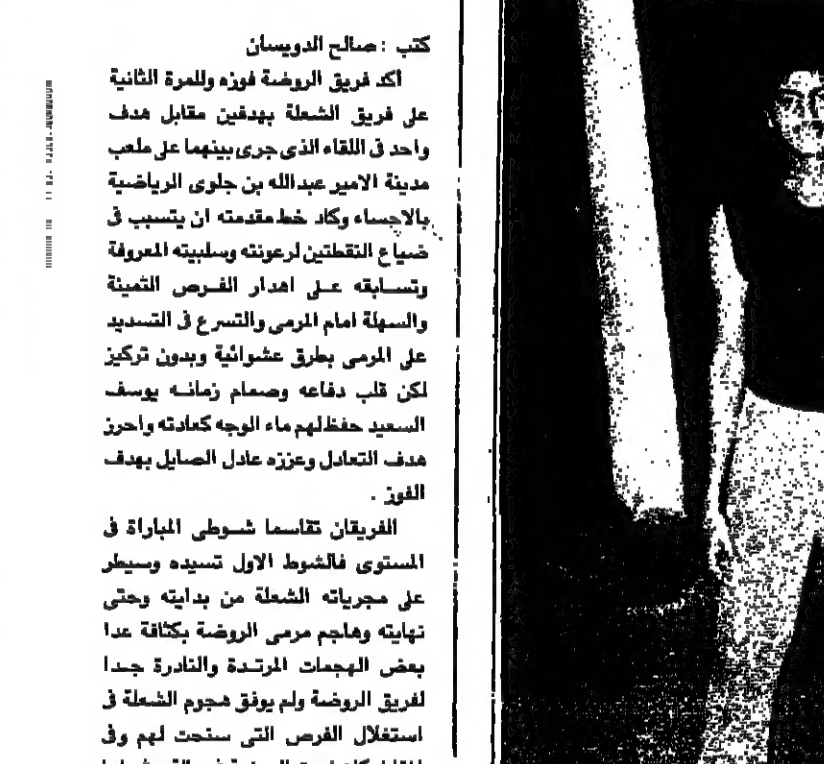 كتب : صالح الدويسان
أكد فريق الروضة فوزه وللمرة الثانية
على فريق الشعلة بهدفين مقابل هدف
واحد في اللقاء الذى جرى بينهما على ملعب
مدينة الامير عبدالله بن جلوى الرياضية
بالاحساء وكاد خط مقدمته ان يتسبب في
ضياع النقطتين لرعونته وسلبيته المعروفة
وتسابقه على اهدار الفرص الثمينة
والسهلة امام المرمى والتسرع في التسديد
على المرمى بطرق عشوائية وبدون تركيز
لكن قلب دفاعه وصمام زمانه يوسف
السعيد حفظ لهم ماء الوجه كعادته واحرز
هدف التعادل وعززه عادل الصايل بهدف
الفوز .
الفريقان تقاسما شوطى المباراة في
المستوى فالشوط الاول تسيده وسيطر
على مجرياته الشعلة من بدايته وحتى
نهايته وهاجم مرمى الروضة بكثافة عدا
بعض الهجمات المرتدة والنادرة جدا
لفريق الروضة ولم يوفق هجوم الشعلة في
استغلال الفرص التى سنحت لهم وفى